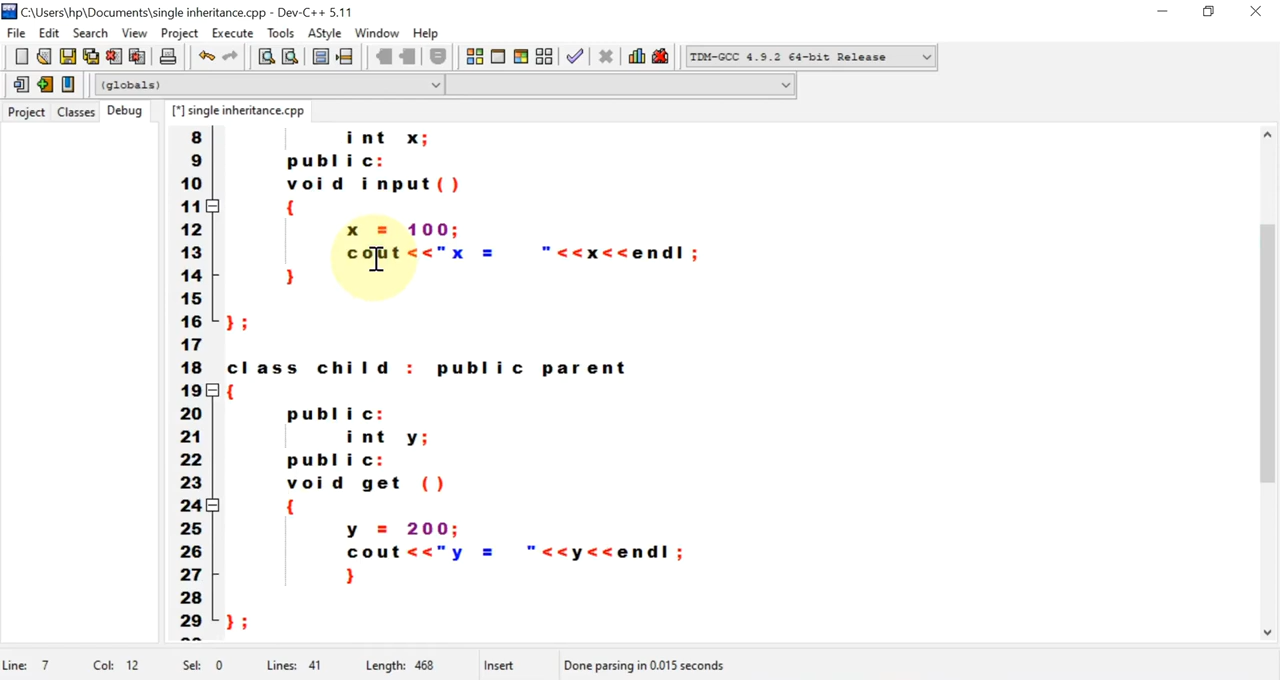 C:\Users\hp\Documents\single inheritance.cpp - Dev-C++ 5.11
File Edit Search View Project Execute Tools AStyle Window Help
TDM-GCC 4.9.2 64-bit Release
(globals)
Project Classes Debug [*] single inheritance.cpp
8 int x;
9 public:
10 void input()
11 {
12 x = 100;
13 cout<<"x =   "<<x<<endl;
14 }
15
16 };
17
18 class child : public parent
19 {
20 public:
21 int y;
22 public:
23 void get ()
24 {
25 y = 200;
26 cout<<"y =  "<<y<<endl;
27 }
28
29 };
Line: 7 Col: 12 Sel: 0 Lines: 41 Length: 468 Insert Done parsing in 0.015 seconds